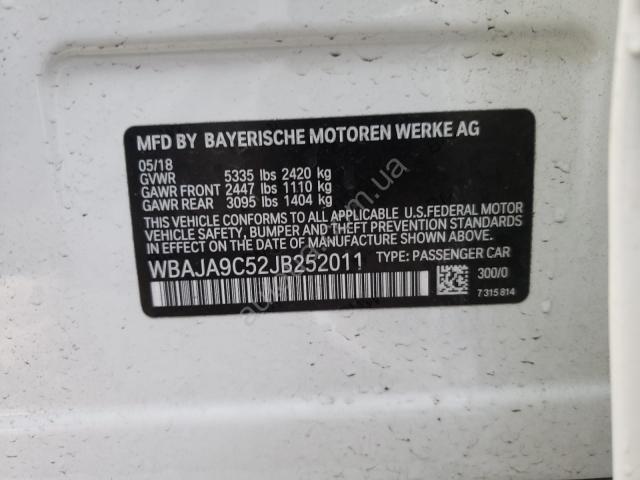 MFD BY BAYERISCHE MOTOREN WERKE AG
05/18
GVWR 5335 lbs 2420 kg
GAWR FRONT 2447 lbs 1110 kg
GAWR REAR 3095 lbs 1404 kg
THIS VEHICLE CONFORMS TO ALL APPLICABLE U.S.FEDERAL MOTOR
VEHICLE SAFETY, BUMPER AND THEFT PREVENTION STANDARDS
IN EFFECT ON THE DATE OF MANUFACTURE SHOWN ABOVE.
WBAJA9C52JB252011 TYPE: PASSENGER CAR
300/0
7 315 814